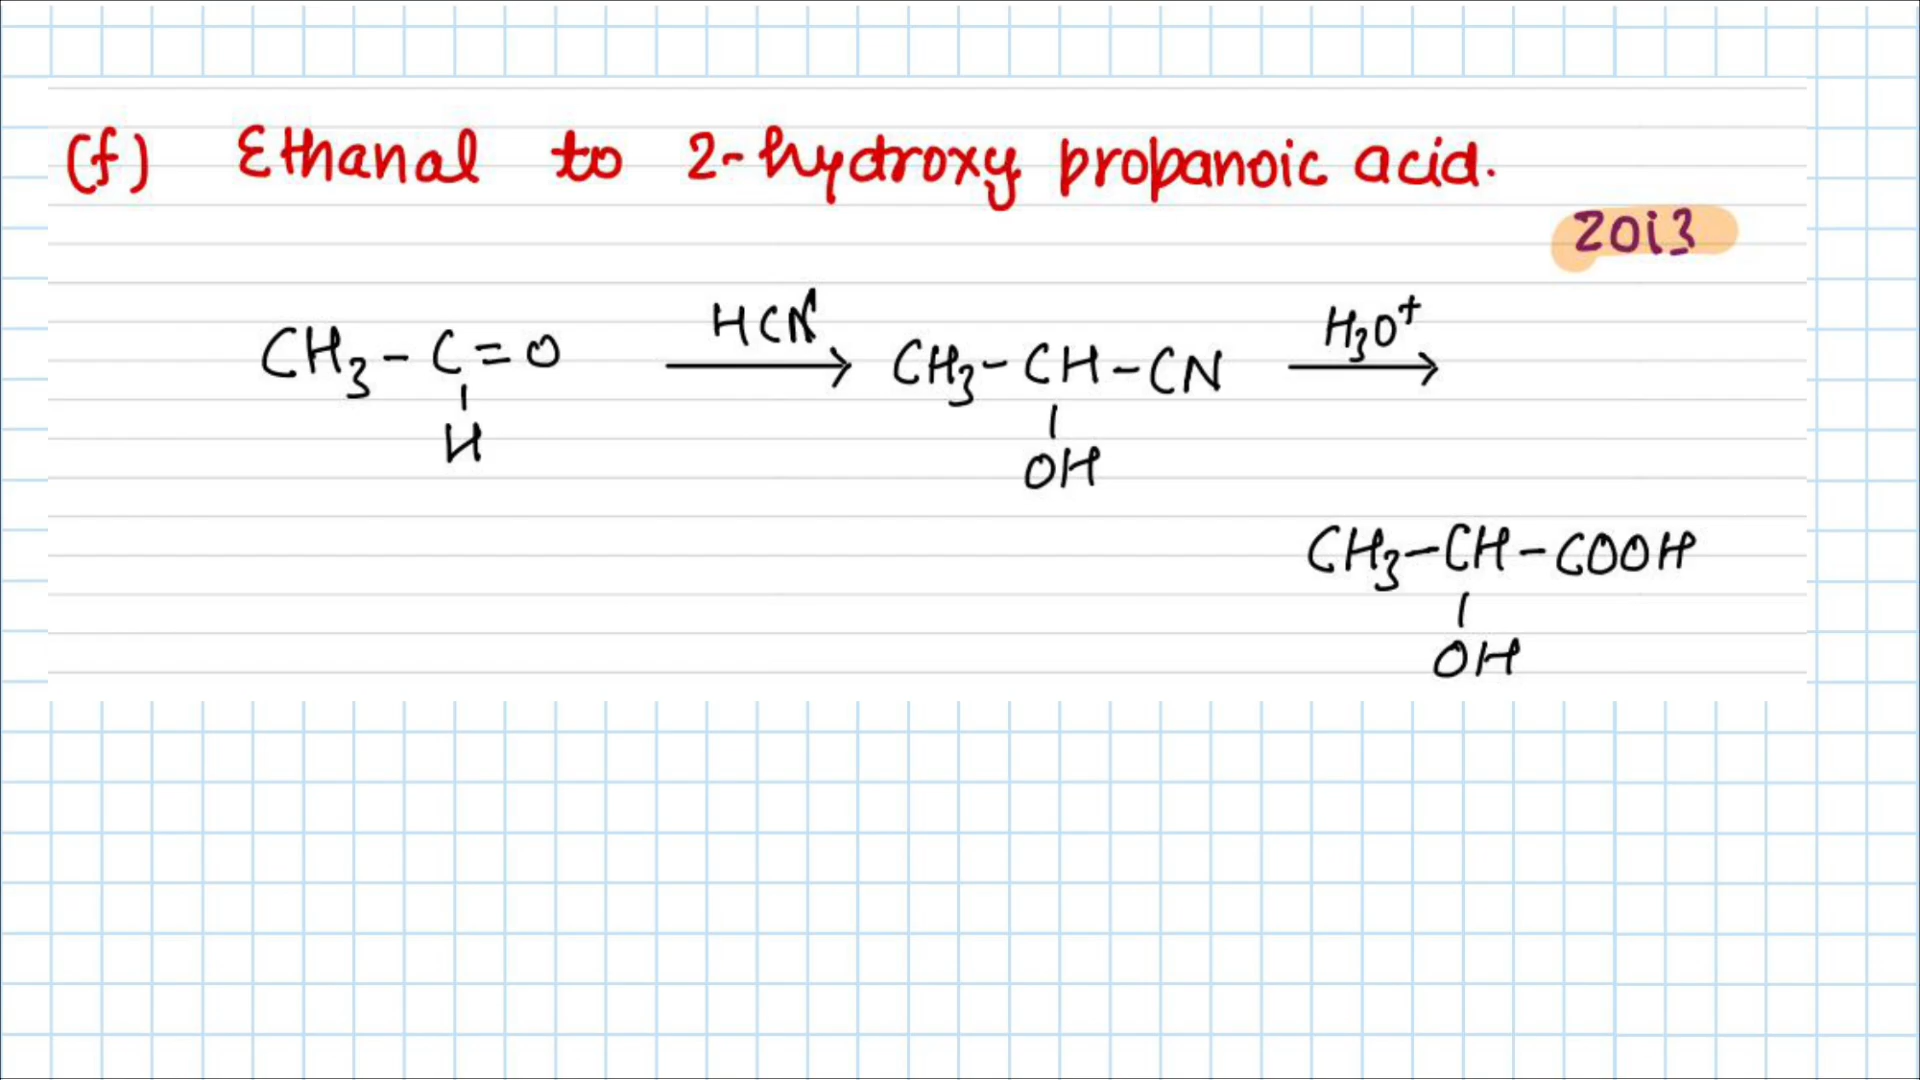 (f) Ethanal to 2-hydroxy propanoic acid.
2013
HCN H3O+
CH3-C=O CH3-CH-CN
H OH
CH3-CH-COOH
OH